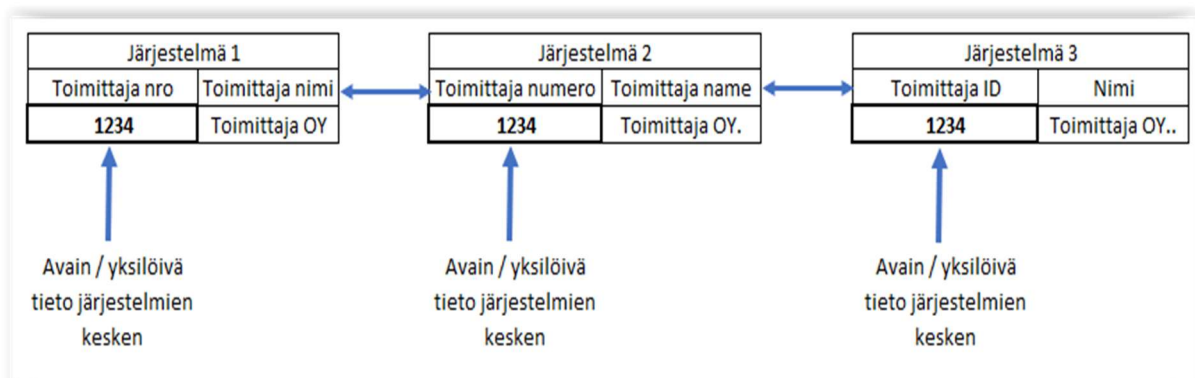 Järjestelmä 1
Toimittaja nro Toimittaja nimi
1234 Toimittaja OY
Avain / yksilöivä
tieto järjestelmien
kesken
Järjestelmä 2
Toimittaja numero Toimittaja name
1234 Toimittaja OY.
Avain / yksilöivä
tieto järjestelmien
kesken
Järjestelmä 3
Toimittaja ID Nimi
1234 Toimittaja OY..
Avain / yksilöivä
tieto järjestelmien
kesken